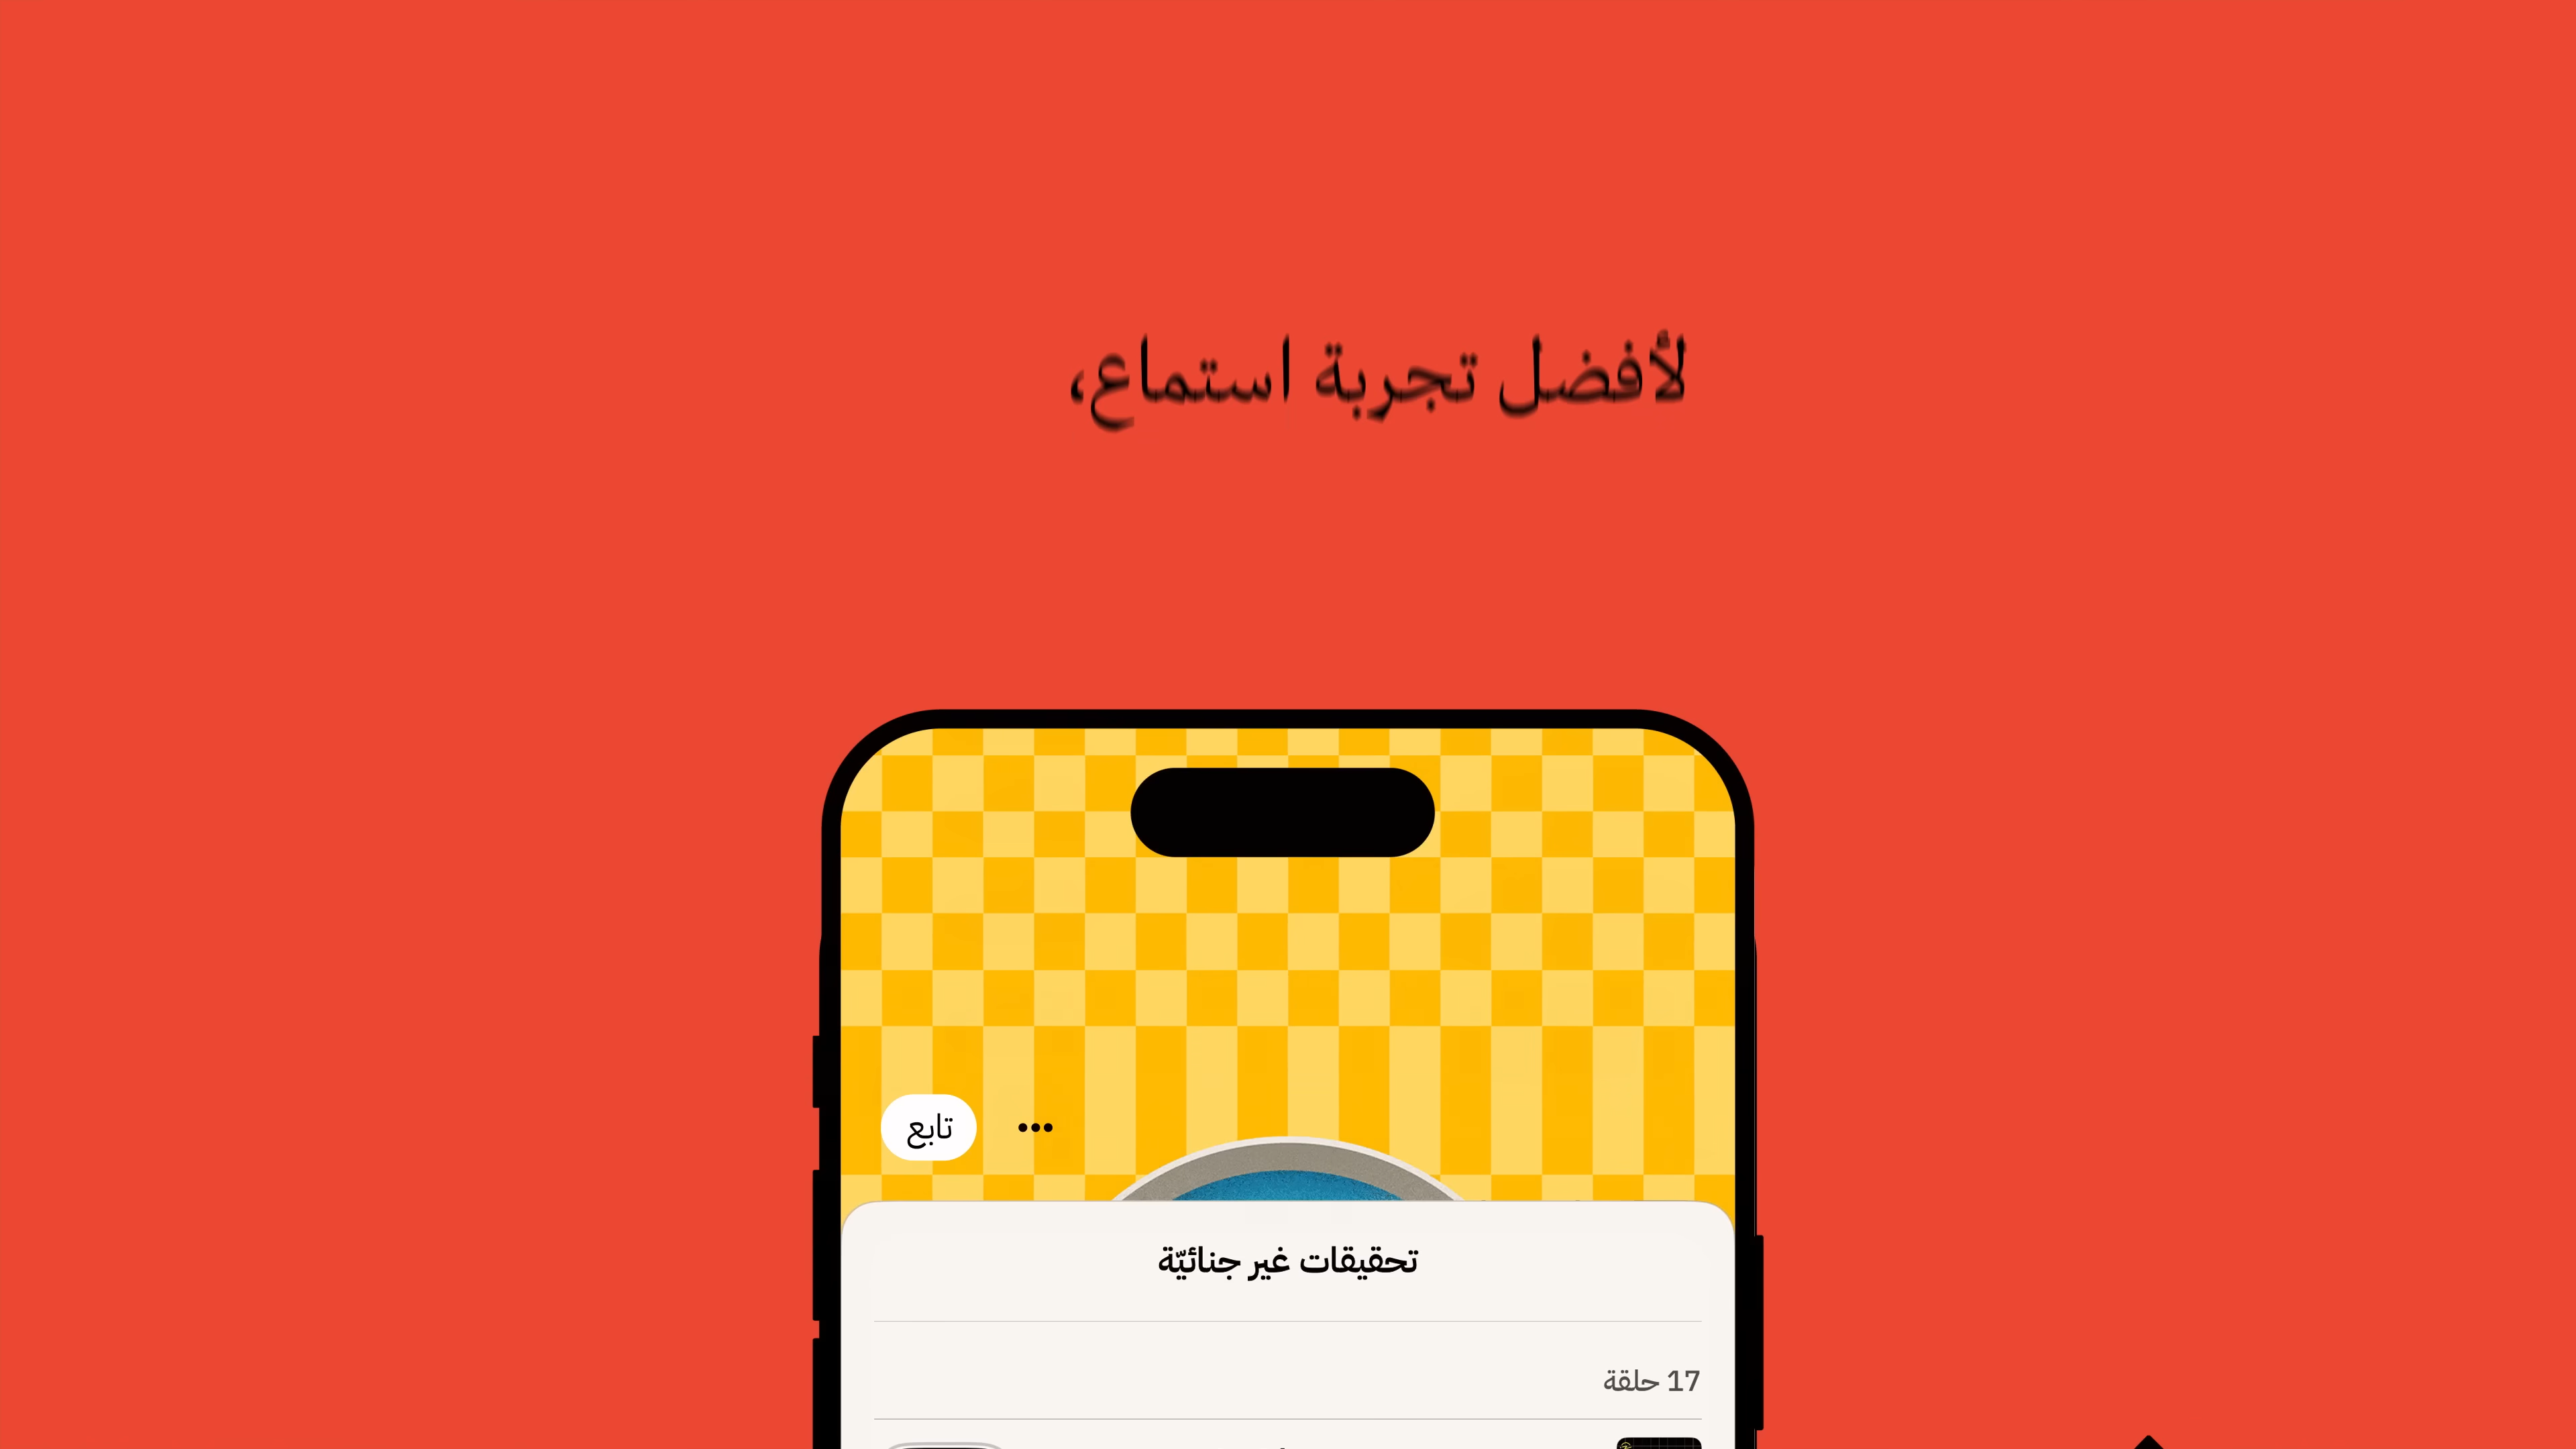 لأفضل تجربة استماع،
تابع
تحقيقات غير جنائيّة
17 حلقة